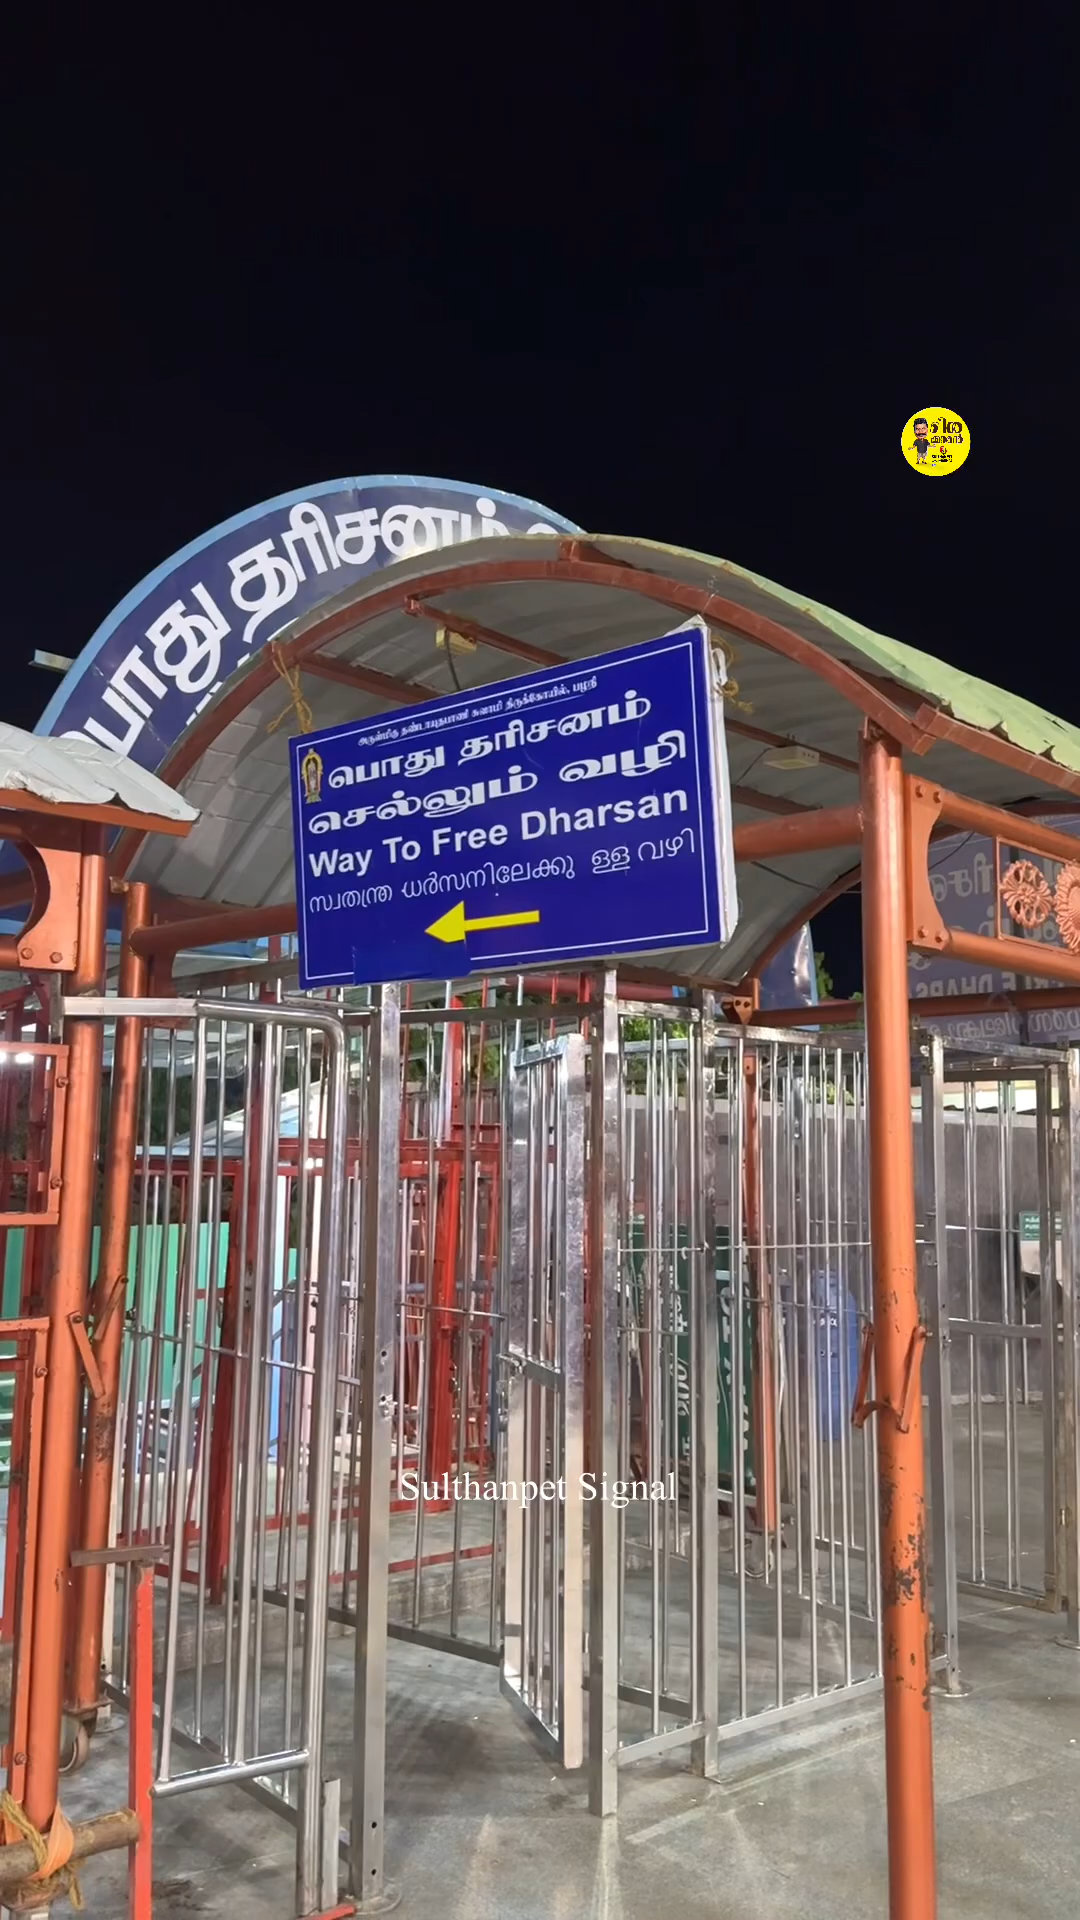 பொது தரிசனம்
அருள்மிகு தண்டாயுதபாணி சுவாமி திருக்கோயில், பழநி
பொது தரிசனம்
செல்லும் வழி
Way To Free Dharsan
സ്വതന്ത്ര ധർസനിലേക്കു ള്ള വഴി
Sulthanpet Signal